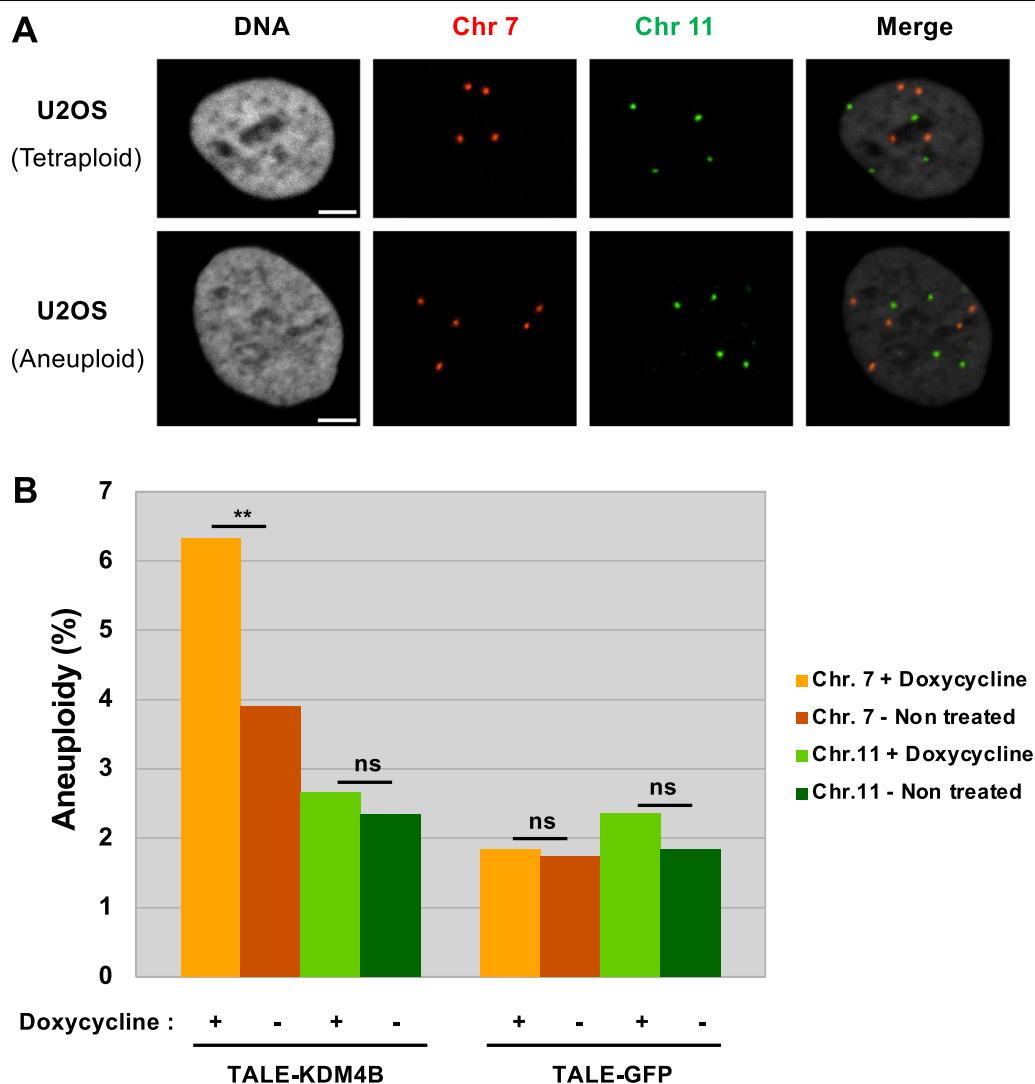 A
DNA
Chr 7
Chr 11
Merge
U2OS
(Tetraploid)
U2OS
(Aneuploid)
B
7
6
5
4
3
2
1
0
Aneuploidy (%)
**
ns
ns
ns
Chr. 7 + Doxycycline
Chr. 7 - Non treated
Chr.11 + Doxycycline
Chr.11 - Non treated
Doxycycline : + - + - + - + -
TALE-KDM4B TALE-GFP